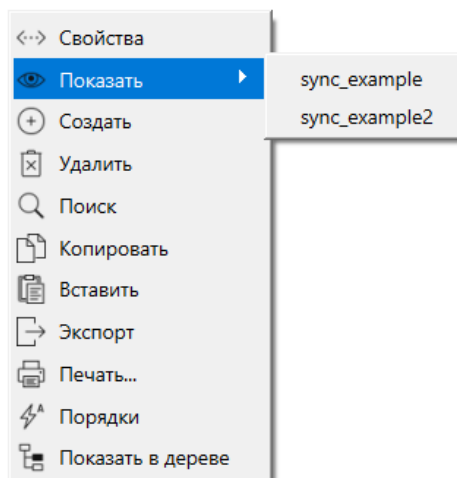 Свойства
Показать
sync_example
Создать
sync_example2
Удалить
Поиск
Копировать
Вставить
Экспорт
Печать...
Порядки
Показать в дереве